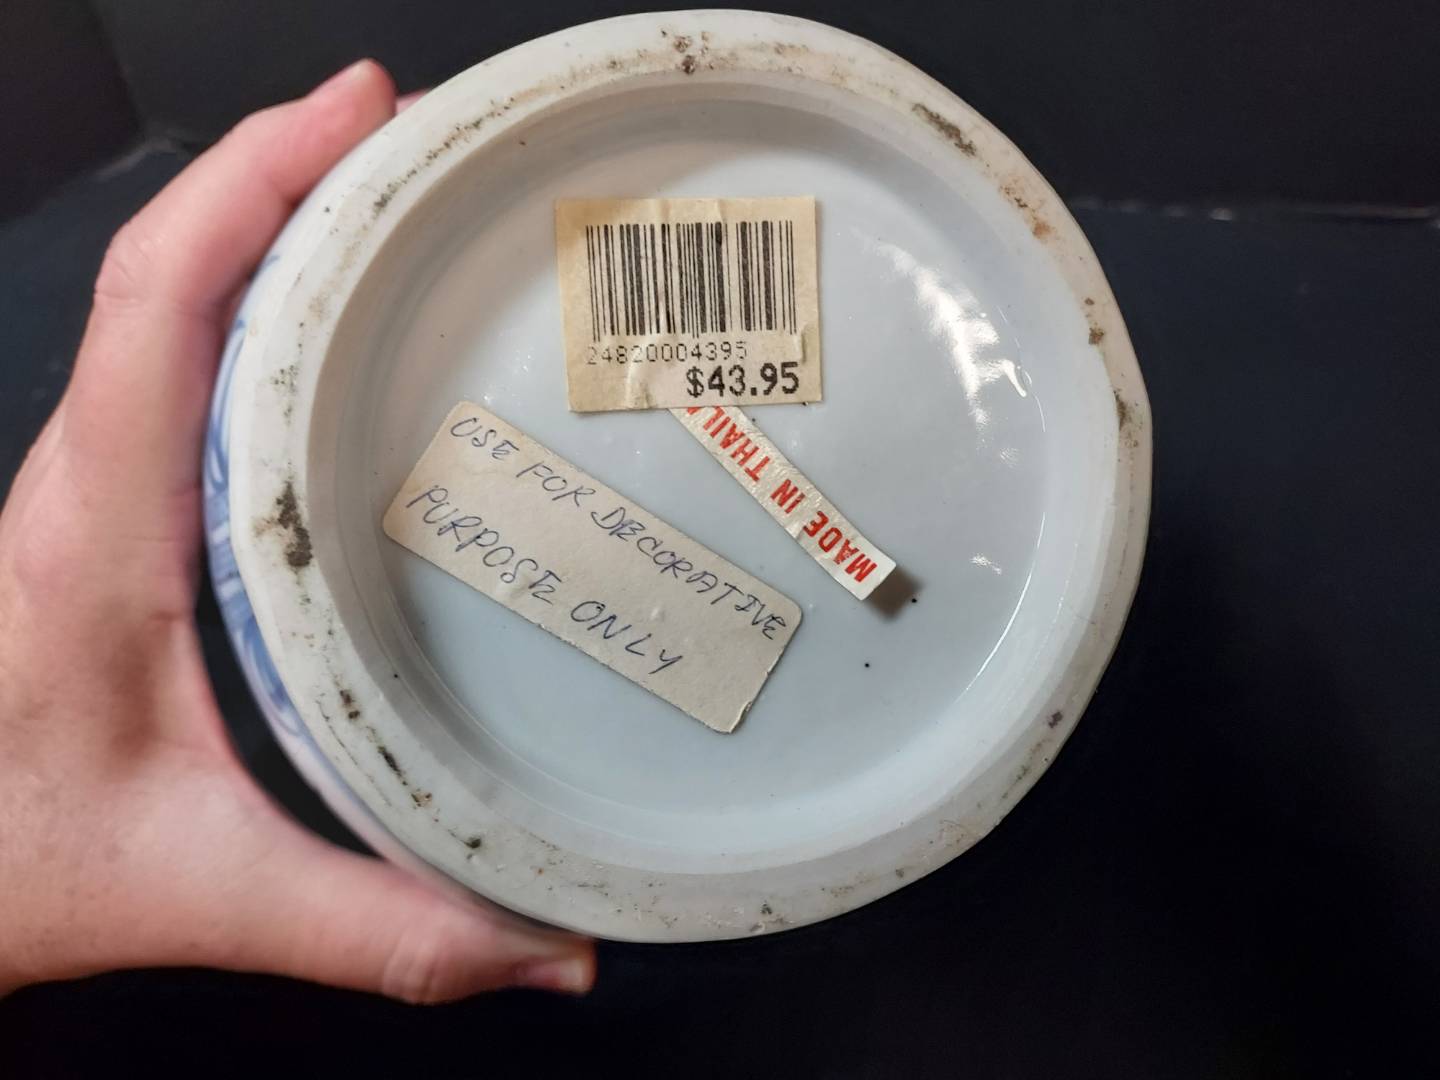 24820004395
$43.95
MADE IN THAIL
USE FOR DECORATIVE
PURPOSE ONLY